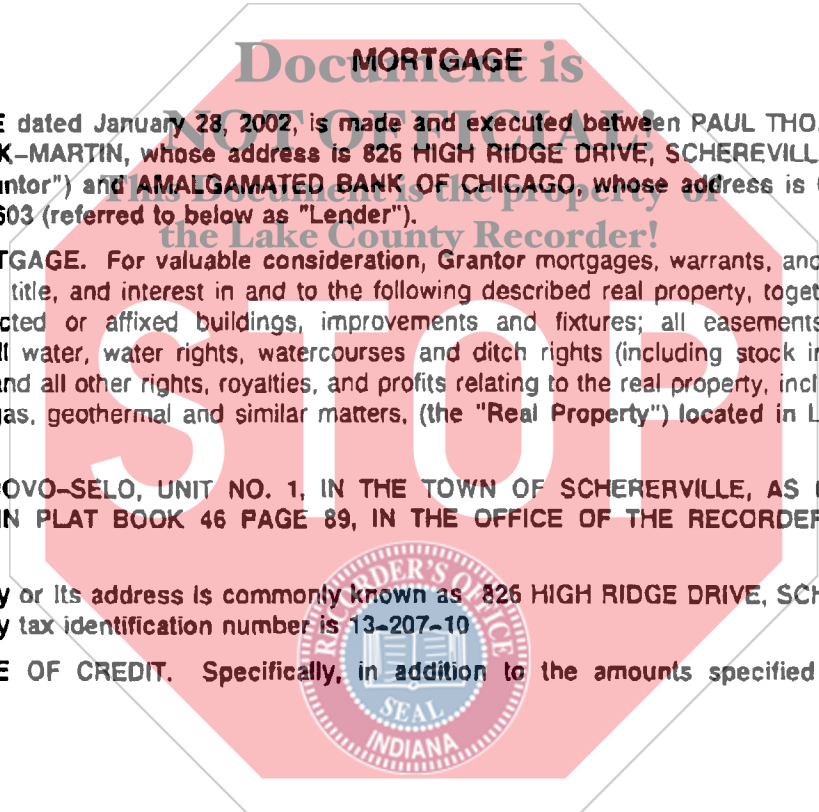 Document is
MORTGAGE
NOT OFFICIAL!
E dated January 28, 2002, is made and executed between PAUL THO
K-MARTIN, whose address is 826 HIGH RIDGE DRIVE, SCHEREVILL
This Document is the property of
ntor") and AMALGAMATED BANK OF CHICAGO, whose address is
603 (referred to below as "Lender").
the Lake County Recorder!
TGAGE. For valuable consideration, Grantor mortgages, warrants, and
title, and interest in and to the following described real property, toget
cted or affixed buildings, improvements and fixtures; all easements
ll water, water rights, watercourses and ditch rights (including stock in
nd all other rights, royalties, and profits relating to the real property, incl
gas, geothermal and similar matters, (the "Real Property") located in L
STOP
OVO-SELO, UNIT NO. 1, IN THE TOWN OF SCHERERVILLE, AS
IN PLAT BOOK 46 PAGE 89, IN THE OFFICE OF THE RECORDER
y or its address is commonly known as 826 HIGH RIDGE DRIVE, SCH
y tax identification number is 13-207-10
E OF CREDIT. Specifically, in addition to the amounts specified
RECORDER'S OFFICE
SEAL
INDIANA